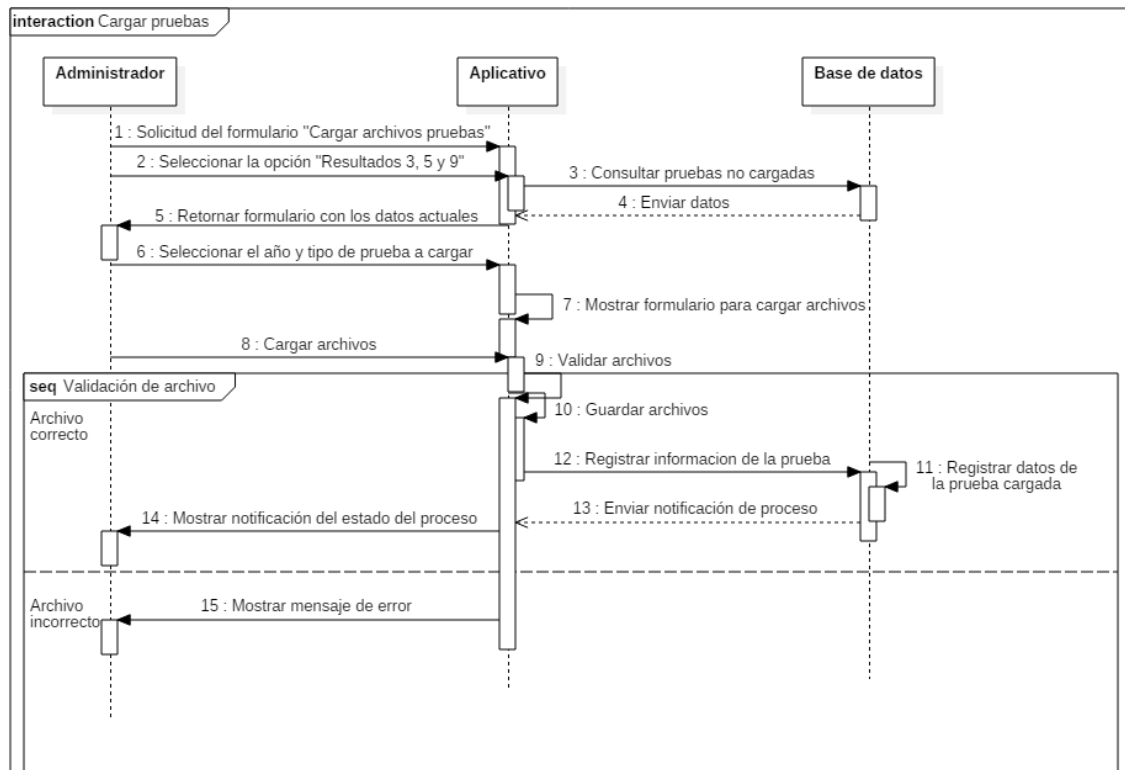 interaction Cargar pruebas
Administrador
Aplicativo
Base de datos
1 : Solicitud del formulario "Cargar archivos pruebas"
2 : Seleccionar la opción "Resultados 3, 5 y 9"
3 : Consultar pruebas no cargadas
4 : Enviar datos
5 : Retornar formulario con los datos actuales
6 : Seleccionar el año y tipo de prueba a cargar
7 : Mostrar formulario para cargar archivos
8 : Cargar archivos
9 : Validar archivos
seq Validación de archivo
Archivo
correcto
10 : Guardar archivos
12 : Registrar informacion de la prueba
11 : Registrar datos de
la prueba cargada
13 : Enviar notificación de proceso
14 : Mostrar notificación del estado del proceso
Archivo
incorrecto
15 : Mostrar mensaje de error